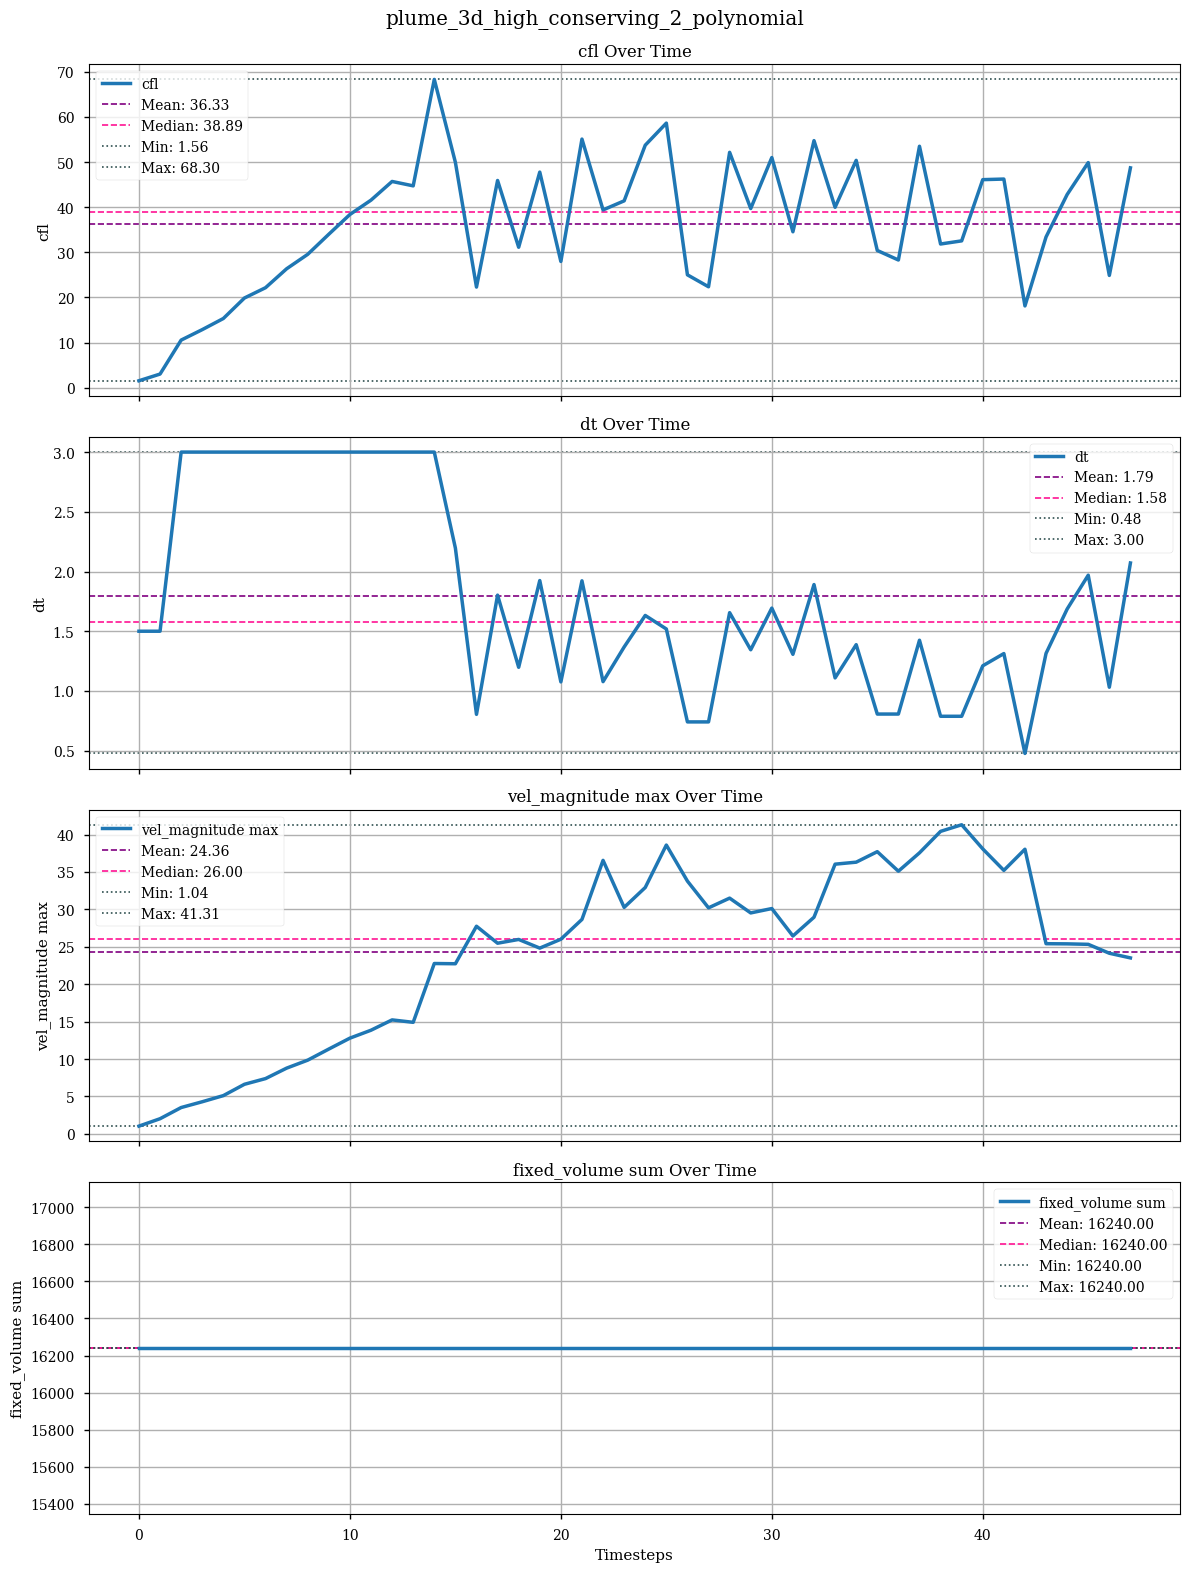 plume_3d_high_conserving_2_polynomial
cfl Over Time
70
60
50
40
30
20
10
0
cfl
cfl
Mean: 36.33
Median: 38.89
Min: 1.56
Max: 68.30
dt Over Time
3.0
2.5
2.0
1.5
1.0
0.5
dt
dt
Mean: 1.79
Median: 1.58
Min: 0.48
Max: 3.00
vel_magnitude max Over Time
40
35
30
25
20
15
10
5
0
vel_magnitude max
vel_magnitude max
Mean: 24.36
Median: 26.00
Min: 1.04
Max: 41.31
fixed_volume sum Over Time
17000
16800
16600
16400
16200
16000
15800
15600
15400
fixed_volume sum
fixed_volume sum
Mean: 16240.00
Median: 16240.00
Min: 16240.00
Max: 16240.00
0 10 20 30 40
Timesteps